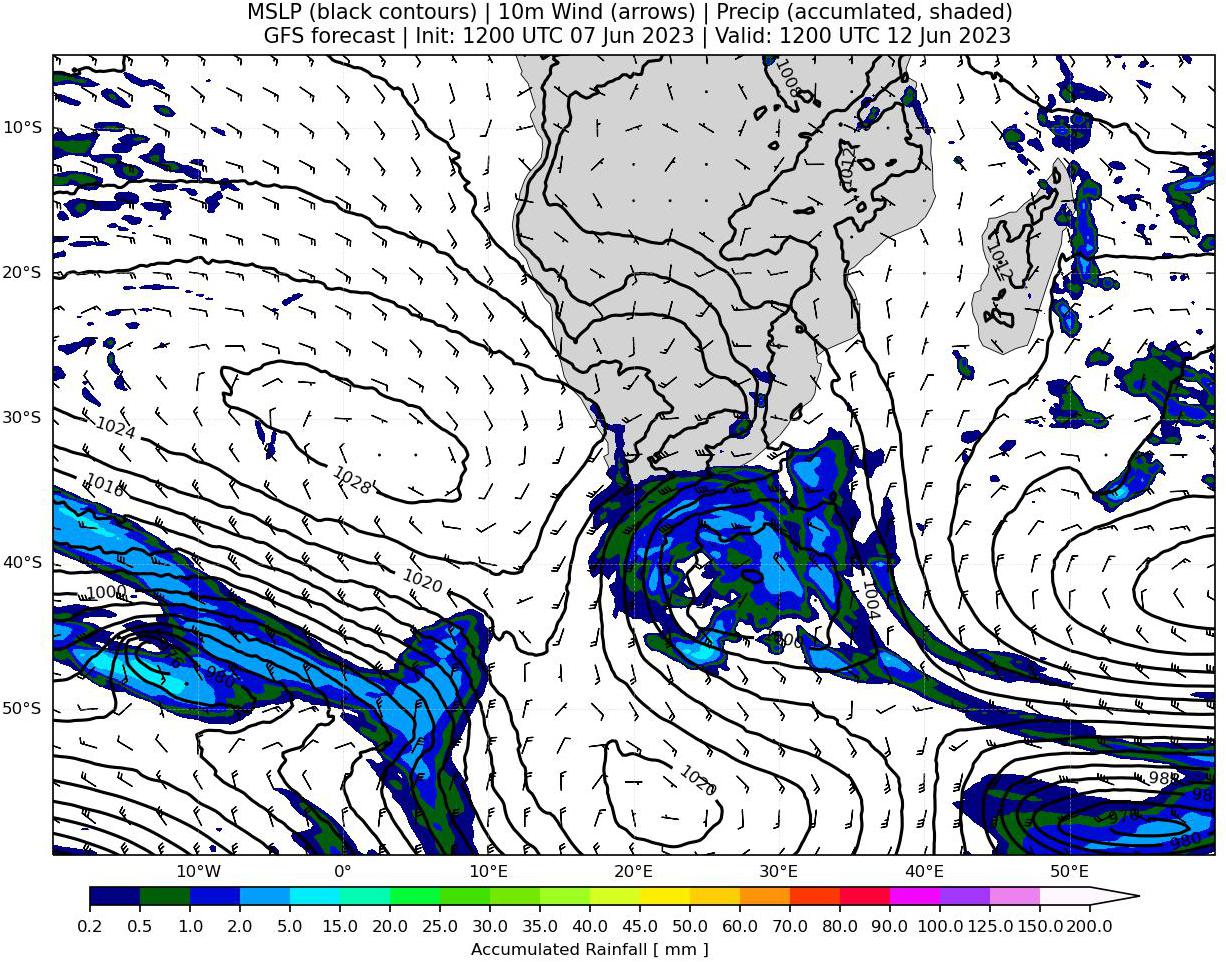 MSLP (black contours) | 10m Wind (arrows) | Precip (accumlated, shaded)
GFS forecast | Init: 1200 UTC 07 Jun 2023 | Valid: 1200 UTC 12 Jun 2023
1008
10°S
1012
20°S
1012
30°S
1024
1028
1016
40°S
1020
1000
1004
1008
980
50°S
1020
988
970
980
10°W
0°
10°E
20°E
30°E
40°E
50°E
0.2 0.5 1.0 2.0 5.0 10.0 15.0 20.0 25.0 30.0 35.0 40.0 45.0 50.0 60.0 70.0 80.0 90.0 100.0 125.0 150.0 200.0
Accumulated Rainfall [ mm ]